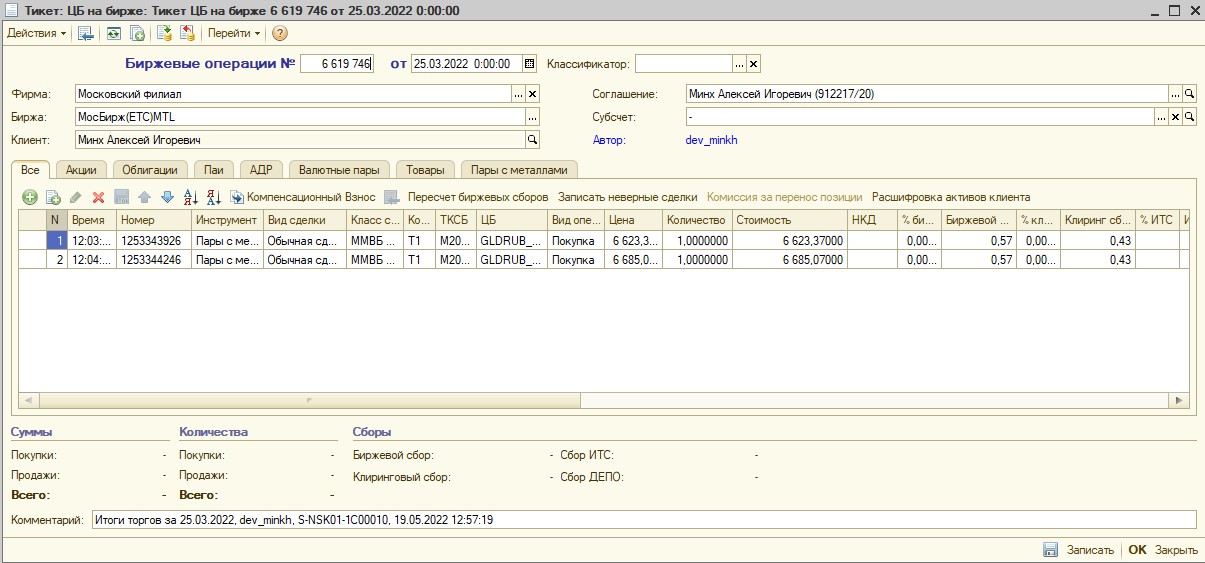 Тикет: ЦБ на бирже: Тикет ЦБ на бирже 6 619 746 от 25.03.2022 0:00:00
Действия Перейти
Биржевые операции № 6 619 746 от 25.03.2022 0:00:00 Классификатор:
Фирма: Московский филиал Соглашение: Минх Алексей Игоревич (912217/20)
Биржа: МосБирж(ETC)MTL Субсчет: -
Клиент: Минх Алексей Игоревич Автор: dev_minkh
Все Акции Облигации Паи АДР Валютные пары Товары Пары с металлами
Компенсационный Взнос Пересчет биржевых сборов Записать неверные сделки Комиссия за перенос позиции Расшифровка активов клиента
N Время Номер Инструмент Вид сделки Класс с... Ко... ТКСБ ЦБ Вид опе... Цена Количество Стоимость НКД % би... Биржевой ... % кл... Клиринг сб... % ИТС И
1 12:03:... 1253343926 Пары с ме... Обычная сд... ММВБ ... Т1 М20... GLDRUB_... Покупка 6 623,3... 1,0000000 6 623,37000 0,00... 0,57 0,00... 0,43
2 12:04:... 1253344246 Пары с ме... Обычная сд... ММВБ ... Т1 М20... GLDRUB_... Покупка 6 685,0... 1,0000000 6 685,07000 0,00... 0,57 0,00... 0,43
Суммы Количества Сборы
Покупки: - Покупки: - Биржевой сбор: - Сбор ИТС: -
Продажи: - Продажи: - Клиринговый сбор: - Сбор ДЕПО: -
Всего: - Всего: -
Комментарий: Итоги торгов за 25.03.2022, dev_minkh, S-NSK01-1C00010, 19.05.2022 12:57:19
Записать OK Закрыть